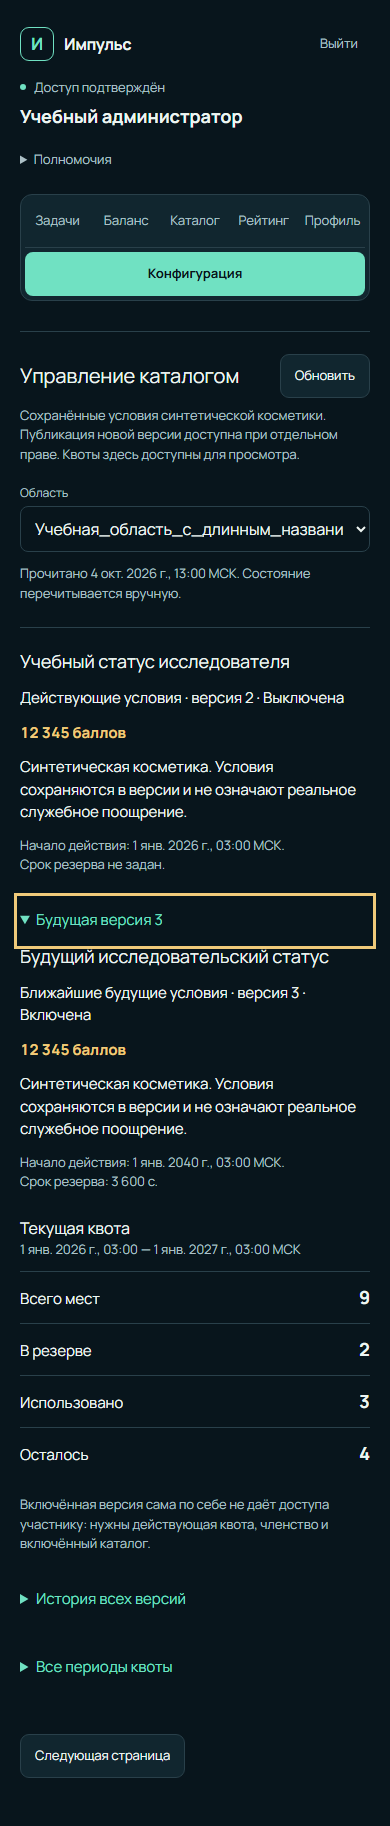 И Импульс Выйти
Доступ подтверждён
Учебный администратор
Полномочия
Задачи Баланс Каталог Рейтинг Профиль
Конфигурация
Управление каталогом Обновить
Сохранённые условия синтетической косметики.
Публикация новой версии доступна при отдельном
праве. Квоты здесь доступны для просмотра.
Область
Учебная_область_с_длинным_названи
Прочитано 4 окт. 2026 г., 13:00 МСК. Состояние
перечитывается вручную.
Учебный статус исследователя
Действующие условия · версия 2 · Выключена
12 345 баллов
Синтетическая косметика. Условия
сохраняются в версии и не означают реальное
служебное поощрение.
Начало действия: 1 янв. 2026 г., 03:00 МСК.
Срок резерва не задан.
Будущая версия 3
Будущий исследовательский статус
Ближайшие будущие условия · версия 3 ·
Включена
12 345 баллов
Синтетическая косметика. Условия
сохраняются в версии и не означают реальное
служебное поощрение.
Начало действия: 1 янв. 2040 г., 03:00 МСК.
Срок резерва: 3 600 с.
Текущая квота
1 янв. 2026 г., 03:00 — 1 янв. 2027 г., 03:00 МСК
Всего мест 9
В резерве 2
Использовано 3
Осталось 4
Включённая версия сама по себе не даёт доступа
участнику: нужны действующая квота, членство и
включённый каталог.
История всех версий
Все периоды квоты
Следующая страница